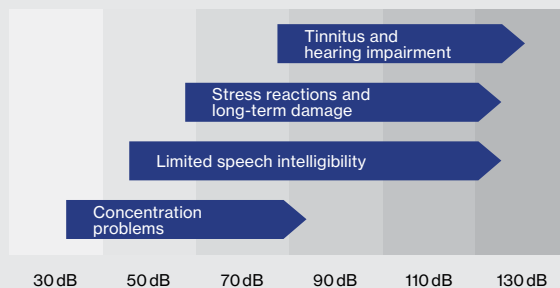 Tinnitus and
hearing impairment
Stress reactions and
long-term damage
Limited speech intelligibility
Concentration
problems
30 dB 50 dB 70 dB 90 dB 110 dB 130 dB